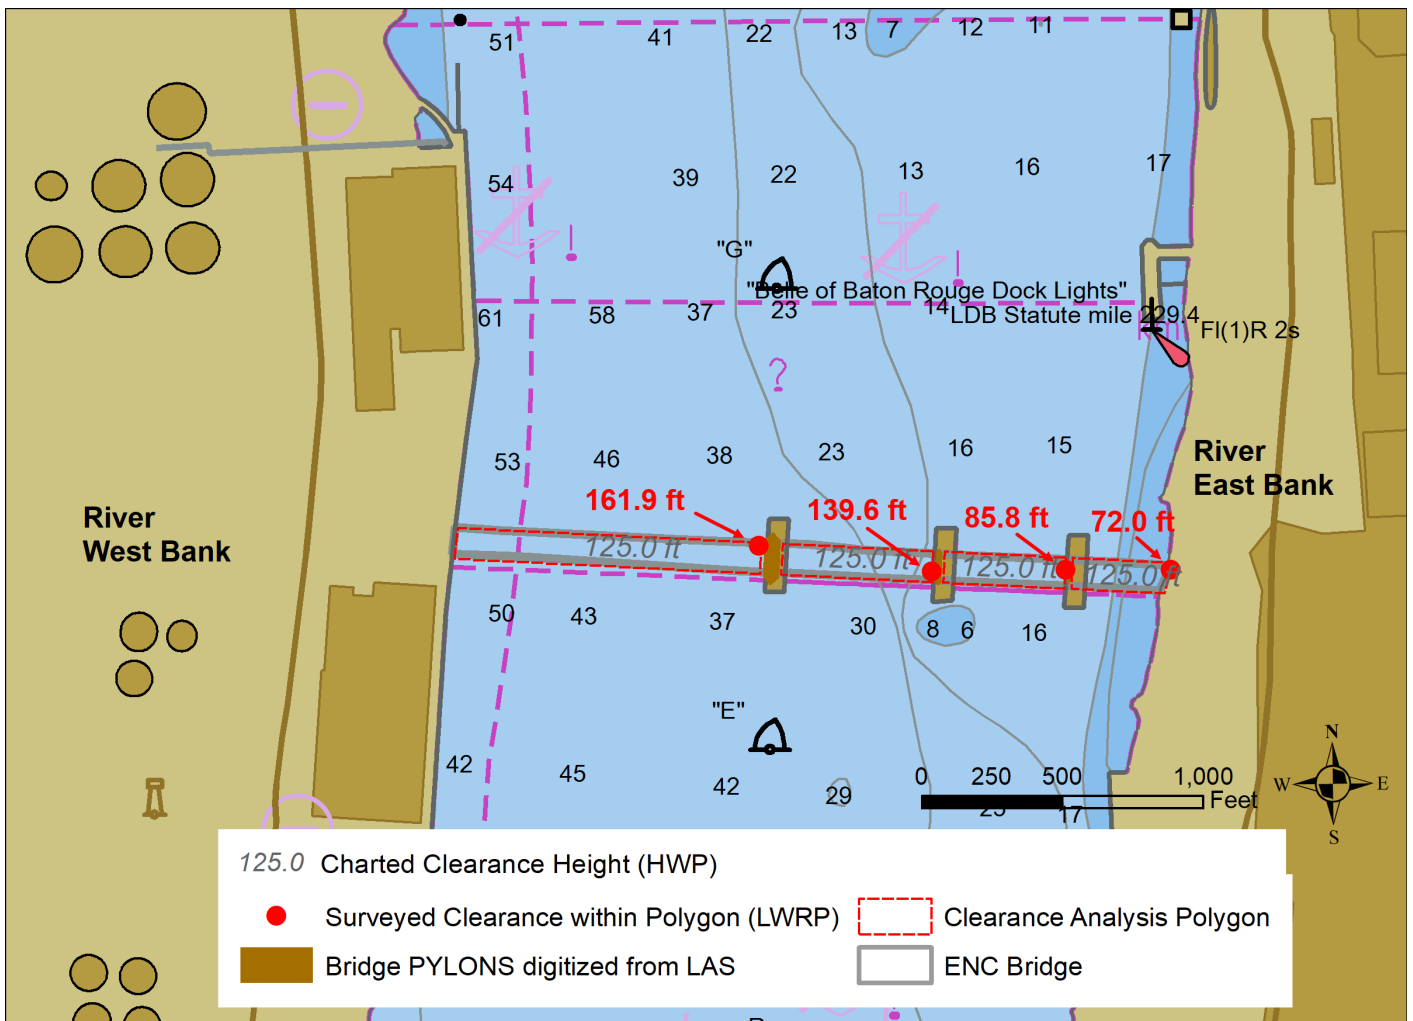 51 41 22 13 7 12 11
54 39 22 13 16 17
"G"
"Belle of Baton Rouge Dock Lights"
61 58 37 23 14
LDB Statute mile 229.4
Fl(1)R 2s
?
53 46 38 23 16 15
River
East Bank
161.9 ft 139.6 ft 85.8 ft 72.0 ft
River
West Bank
125.0 ft 125.0 ft 125.0 ft 125.0 ft
50 43 37 30 8 6 16
"E"
42 45 42 29
0 250 500 1,000
Feet
25 17
N
W E
S
125.0 Charted Clearance Height (HWP)
Surveyed Clearance within Polygon (LWRP) Clearance Analysis Polygon
Bridge PYLONS digitized from LAS ENC Bridge